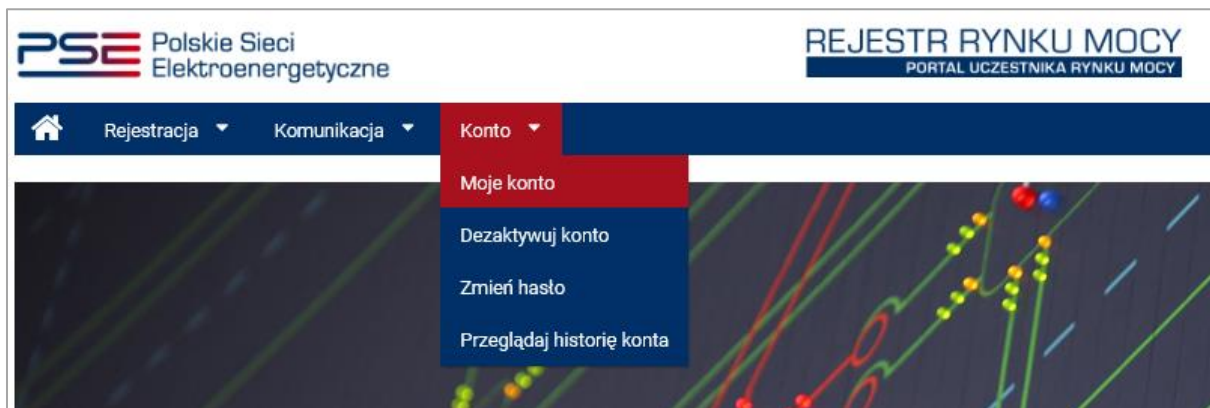 PSE Polskie Sieci
Elektroenergetyczne
REJESTR RYNKU MOCY
PORTAL UCZESTNIKA RYNKU MOCY
Rejestracja Komunikacja Konto
Moje konto
Dezaktywuj konto
Zmień hasło
Przeglądaj historię konta